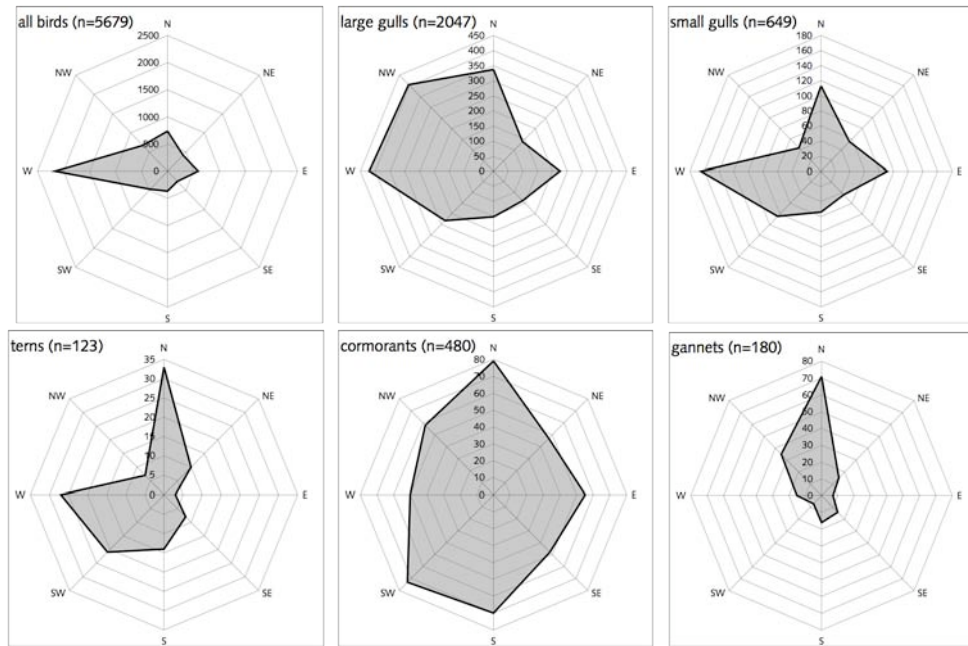 all birds (n=5679)
N
2500
2000
NW
NE
1500
1000
500
W
0
E
SW
SE
S
large gulls (n=2047)
N
450
400
350
NW
NE
300
250
200
150
100
50
W
0
E
SW
SE
S
small gulls (n=649)
N
180
160
140
NW
NE
120
100
80
60
40
20
W
0
E
SW
SE
S
terns (n=123)
N
35
30
25
NW
NE
20
15
10
5
W
0
E
SW
SE
S
cormorants (n=480)
N
80
70
60
NW
NE
50
40
30
20
10
W
0
E
SW
SE
S
gannets (n=180)
N
80
70
60
NW
NE
50
40
30
20
10
W
0
E
SW
SE
S